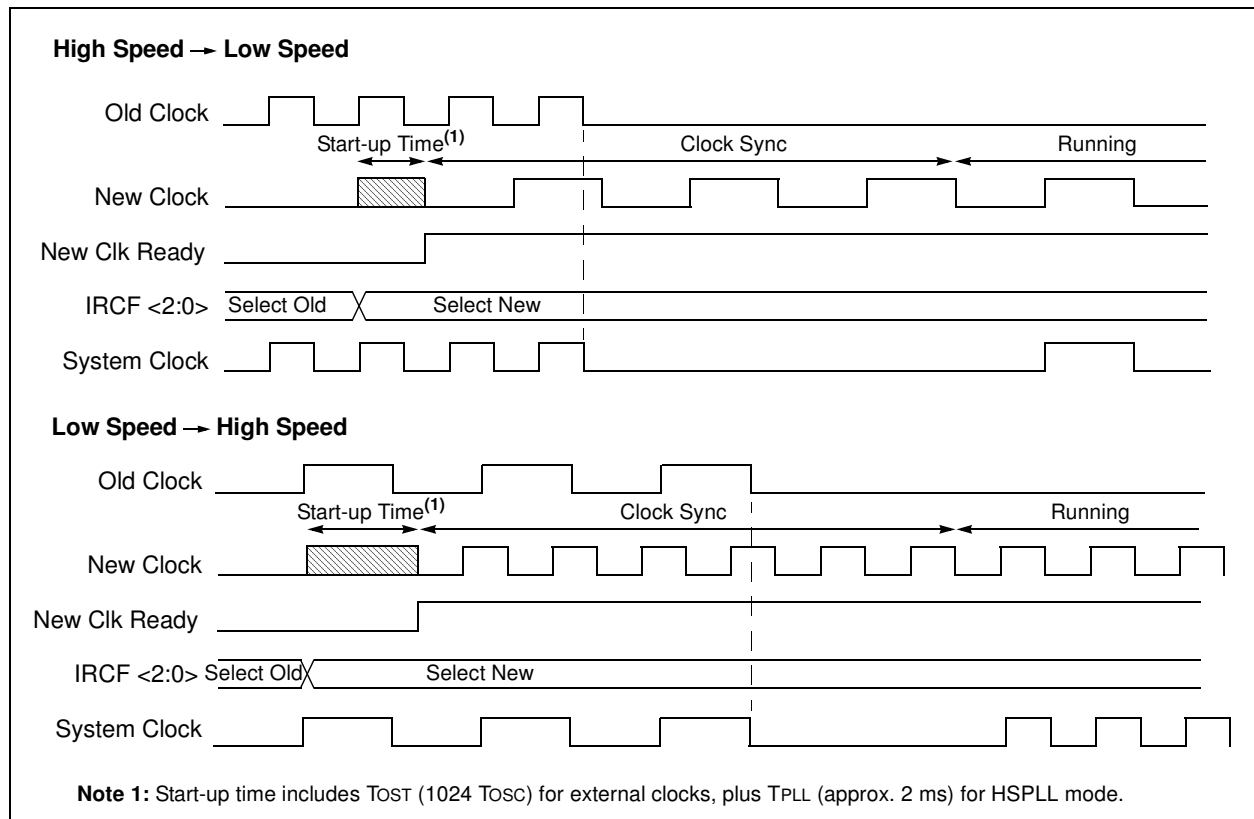 High Speed → Low Speed
Old Clock
Start-up Time(1) Clock Sync Running
New Clock
New Clk Ready
IRCF <2:0> Select Old Select New
System Clock
Low Speed → High Speed
Old Clock
Start-up Time(1) Clock Sync Running
New Clock
New Clk Ready
IRCF <2:0> Select Old Select New
System Clock
Note 1: Start-up time includes TOST (1024 TOSC) for external clocks, plus TPLL (approx. 2 ms) for HSPLL mode.